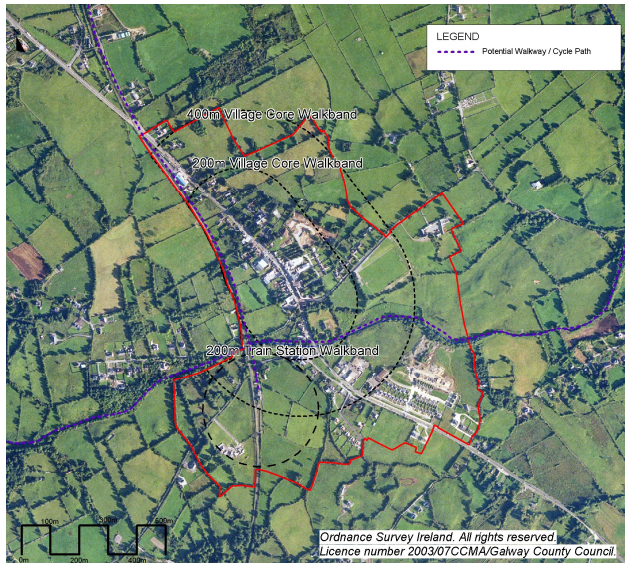 LEGEND
Potential Walkway / Cycle Path
400m Village Core Walkband
200m Village Core Walkband
200m Train Station Walkband
100m 300m 500m
0m 200m 400m
Ordnance Survey Ireland. All rights reserved.
Licence number 2003/07CCMA/Galway County Council.